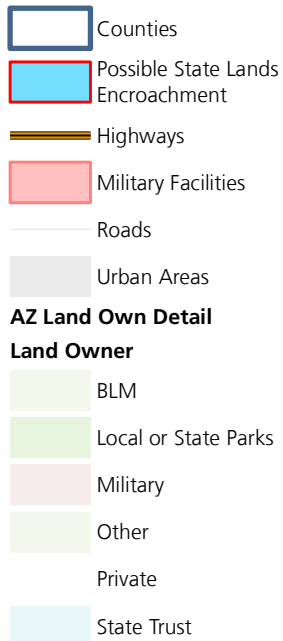 Counties
Possible State Lands
Encroachment
Highways
Military Facilities
Roads
Urban Areas
AZ Land Own Detail
Land Owner
BLM
Local or State Parks
Military
Other
Private
State Trust